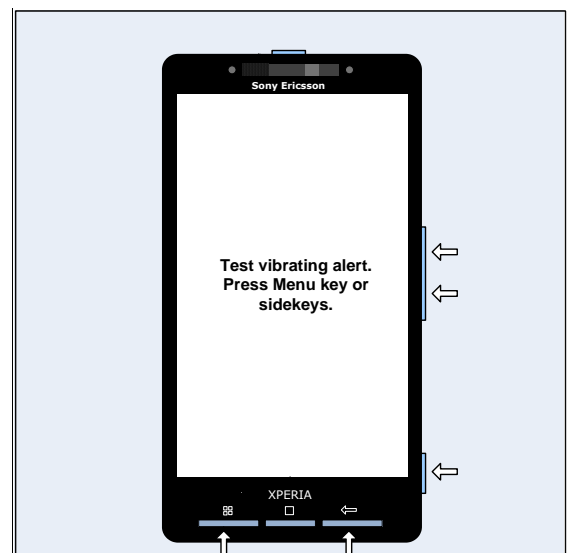 Sony Ericsson
Test vibrating alert.
Press Menu key or
sidekeys.
XPERIA